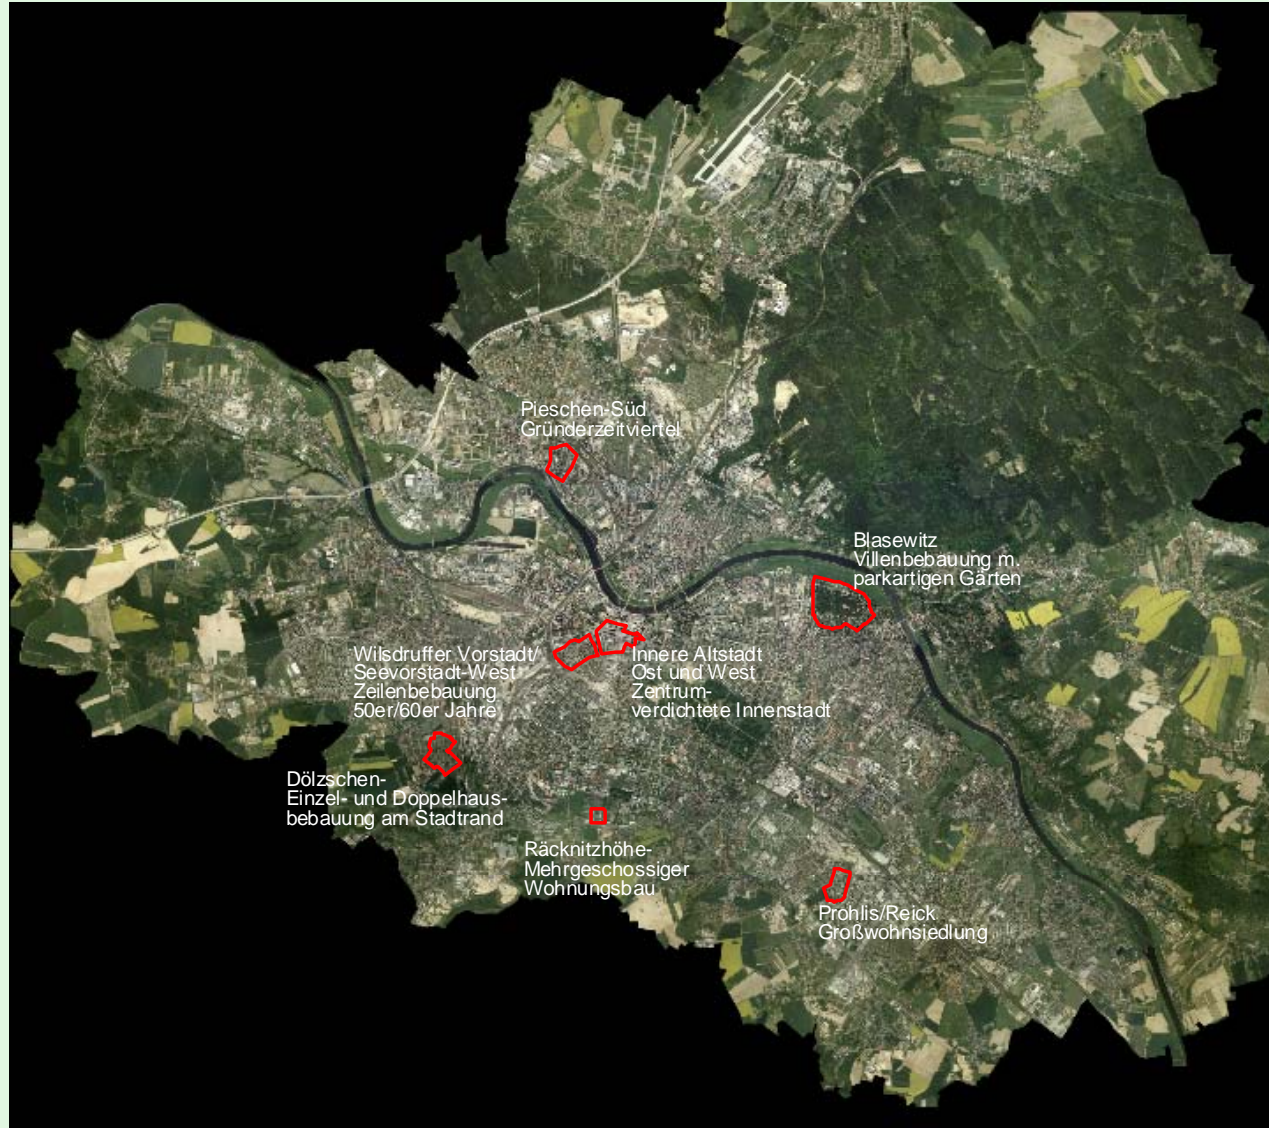 Pieschen-Süd
Gründerzeitviertel
Blasewitz
Villenbebauung m.
parkartigen Gärten
Wilsdruffer Vorstadt/
Seevorstadt-West
Zeilenbebauung
50er/60er Jahre
Innere Altstadt
Ost und West
Zentrum-
verdichtete Innenstadt
Dölzschen-
Einzel- und Doppelhaus-
bebauung am Stadtrand
Räcknitzhöhe-
Mehrgeschossiger
Wohnungsbau
Prohlis/Reick
Großwohnsiedlung